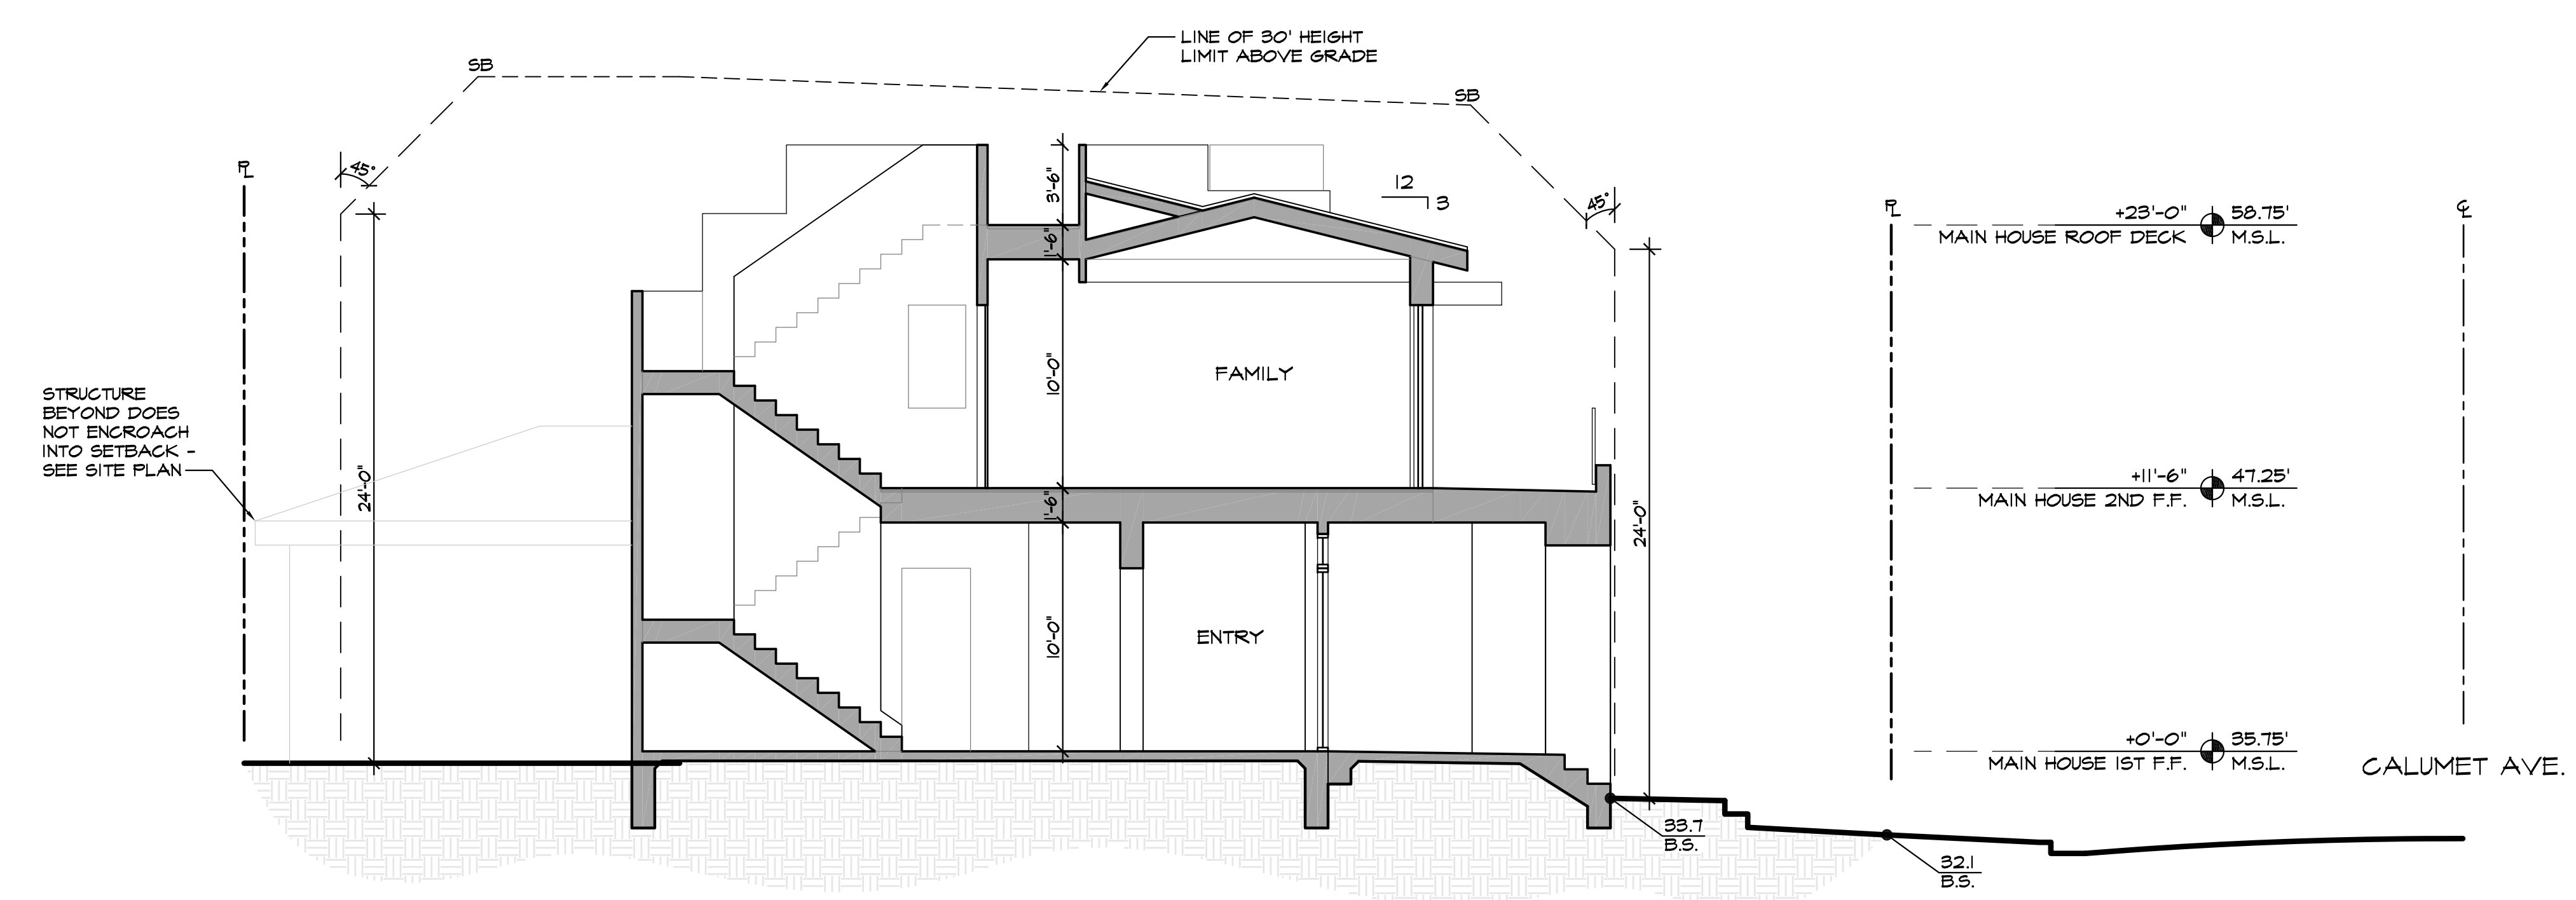 LINE OF 30' HEIGHT
LIMIT ABOVE GRADE
SB
SB
45°
45°
PL
PL
CL
12
3
3'-6"
1'-6"
10'-0"
1'-6"
10'-0"
24'-0"
24'-0"
FAMILY
ENTRY
STRUCTURE
BEYOND DOES
NOT ENCROACH
INTO SETBACK -
SEE SITE PLAN
+23'-0" 58.75'
MAIN HOUSE ROOF DECK M.S.L.
+11'-6" 47.25'
MAIN HOUSE 2ND F.F. M.S.L.
+0'-0" 35.75'
MAIN HOUSE 1ST F.F. M.S.L.
CALUMET AVE.
33.7
B.S.
32.1
B.S.